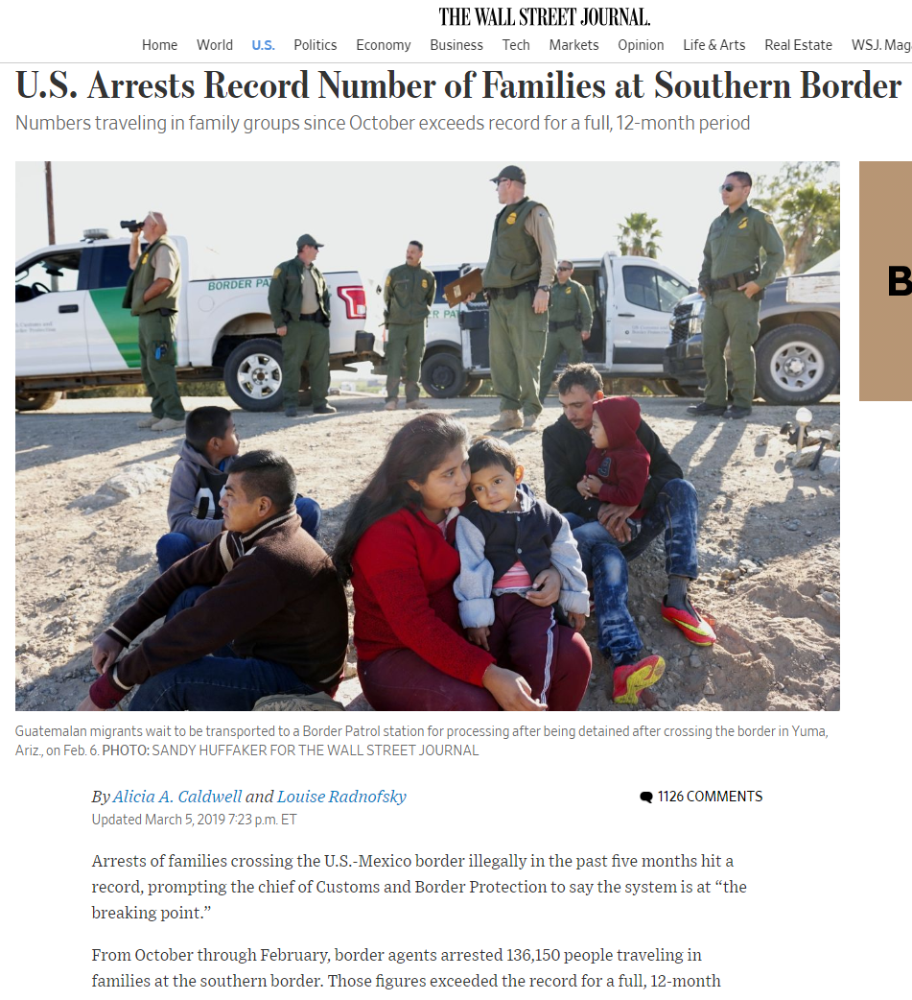 THE WALL STREET JOURNAL.
Home World U.S. Politics Economy Business Tech Markets Opinion Life & Arts Real Estate WSJ. Mag
U.S. Arrests Record Number of Families at Southern Border
Numbers traveling in family groups since October exceeds record for a full, 12-month period
BORDER PA
ER PA
B
Guatemalan migrants wait to be transported to a Border Patrol station for processing after being detained after crossing the border in Yuma,
Ariz., on Feb. 6. PHOTO: SANDY HUFFAKER FOR THE WALL STREET JOURNAL
By Alicia A. Caldwell and Louise Radnofsky
1126 COMMENTS
Updated March 5, 2019 7:23 p.m. ET
Arrests of families crossing the U.S.-Mexico border illegally in the past five months hit a
record, prompting the chief of Customs and Border Protection to say the system is at “the
breaking point.”
From October through February, border agents arrested 136,150 people traveling in
families at the southern border. Those figures exceeded the record for a full, 12-month